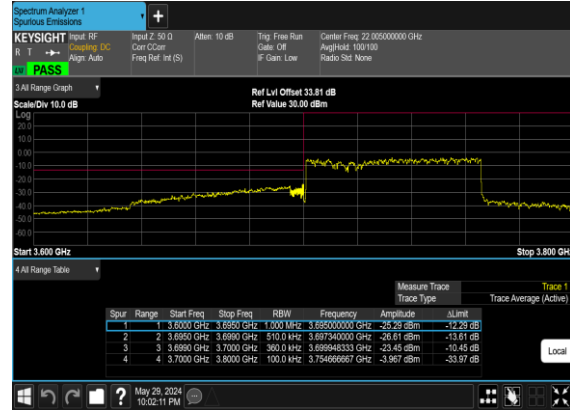 Spectrum Analyzer 1
Spurious Emissions
+
KEYSIGHT Input: RF Input Z: 50 Ω Atten: 10 dB Trig: Free Run Center Freq: 22.005000000 GHz
R T Coupling: DC Corr CCorr Gate: Off Avg|Hold: 100/100
Align: Auto Freq Ref: Int (S) IF Gain: Low Radio Std: None
PASS
3 All Range Graph Ref Lvl Offset 33.81 dB
Scale/Div 10.0 dB Ref Value 30.00 dBm
Log
20.0
10.0
0.00
-10.0
-20.0
-30.0
-40.0
-50.0
-60.0
Start 3.600 GHz Stop 3.800 GH
4 All Range Table
Measure Trace Trace 1
Trace Type Trace Average (Active)
Spur Range Start Freq Stop Freq RBW Frequency Amplitude ΔLimit
1 1 3.6000 GHz 3.6950 GHz 1.000 MHz 3.695000000 GHz -25.29 dBm -12.29 dB
2 2 3.6950 GHz 3.6990 GHz 510.0 kHz 3.697340000 GHz -26.61 dBm -13.61 dB
3 3 3.6990 GHz 3.7000 GHz 360.0 kHz 3.699948333 GHz -23.45 dBm -10.45 dB
4 4 3.7000 GHz 3.8000 GHz 100.0 kHz 3.754666667 GHz -3.967 dBm -33.97 dB
Local
?
May 29, 2024
10:02:11 PM